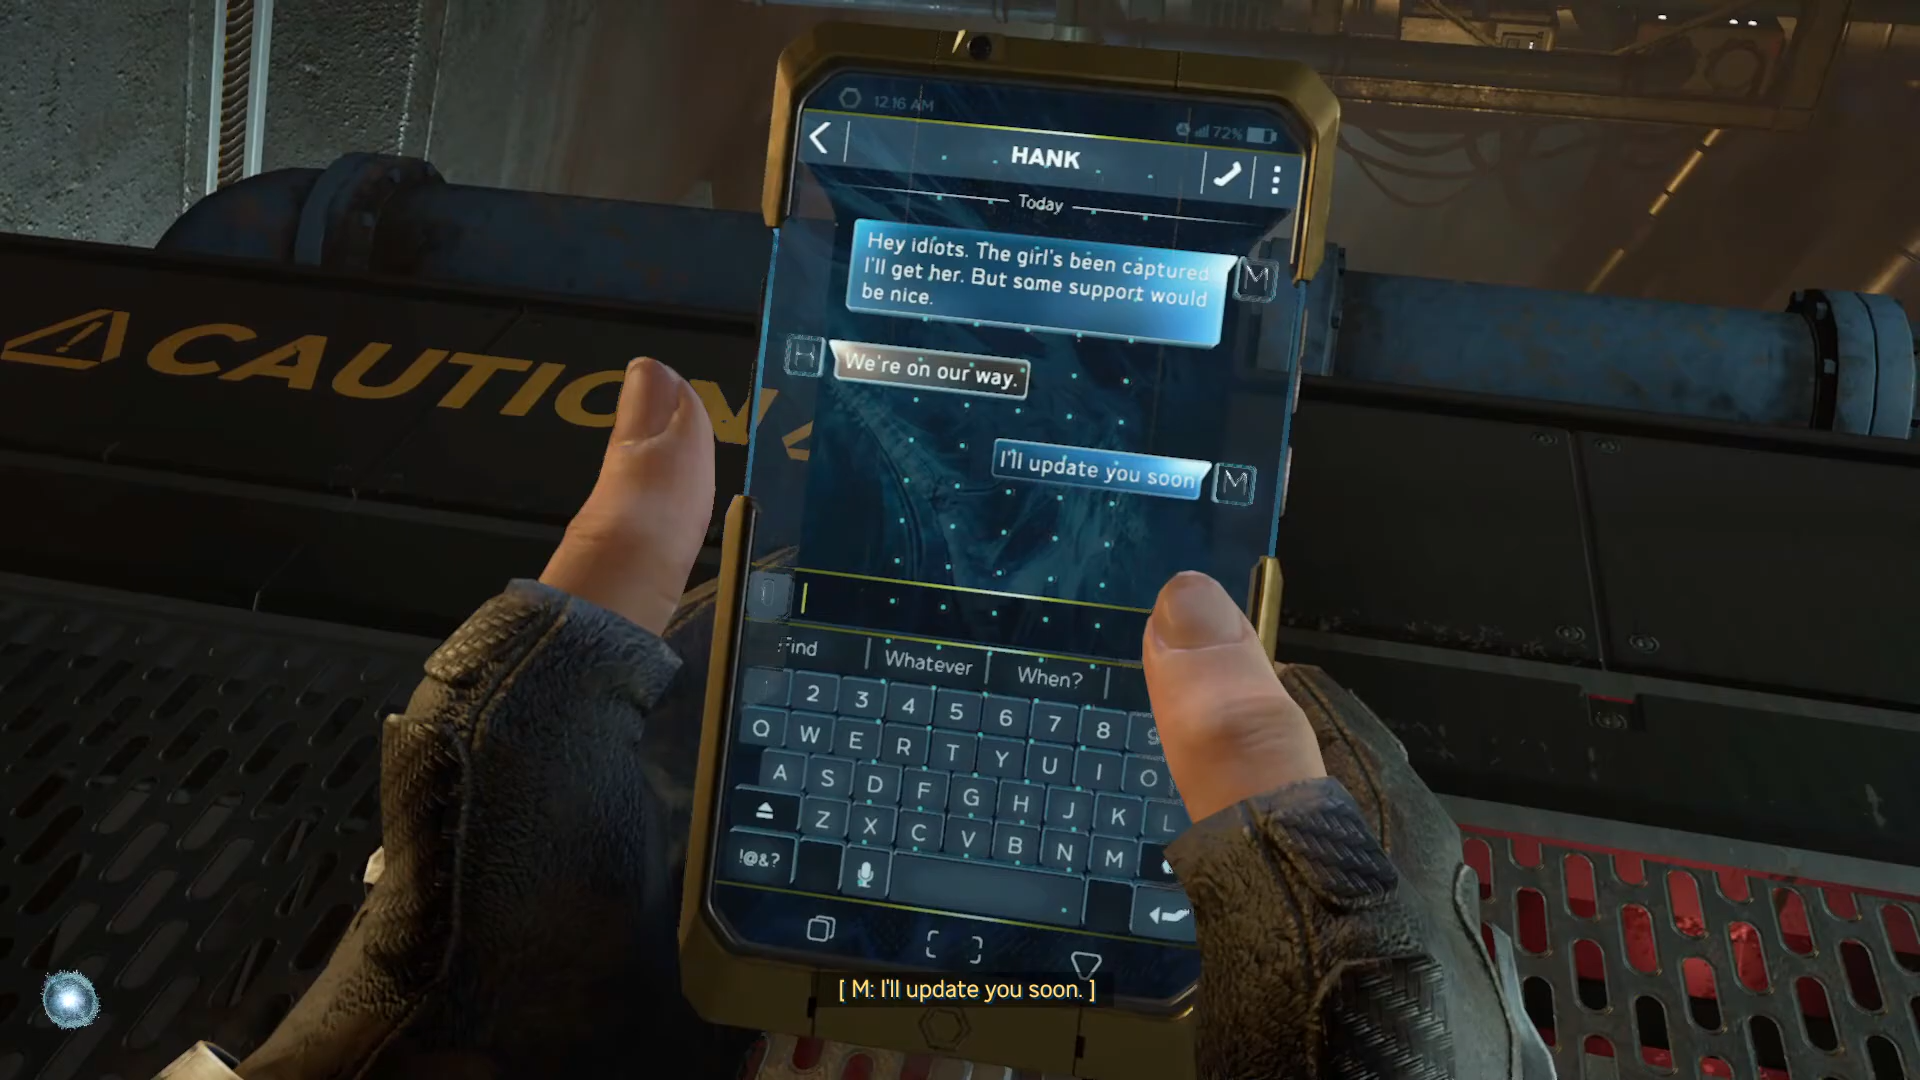 12:16 AM
72%
HANK
Today
Hey idiots. The girl's been captured
I'll get her. But some support would
be nice.
M
H
We're on our way.
I'll update you soon
M
CAUTION
Find Whatever When?
2 3 4 5 6 7 8 9
Q W E R T Y U I O
A S D F G H J K L
Z X C V B N M
!@&?
[ M: I'll update you soon. ]